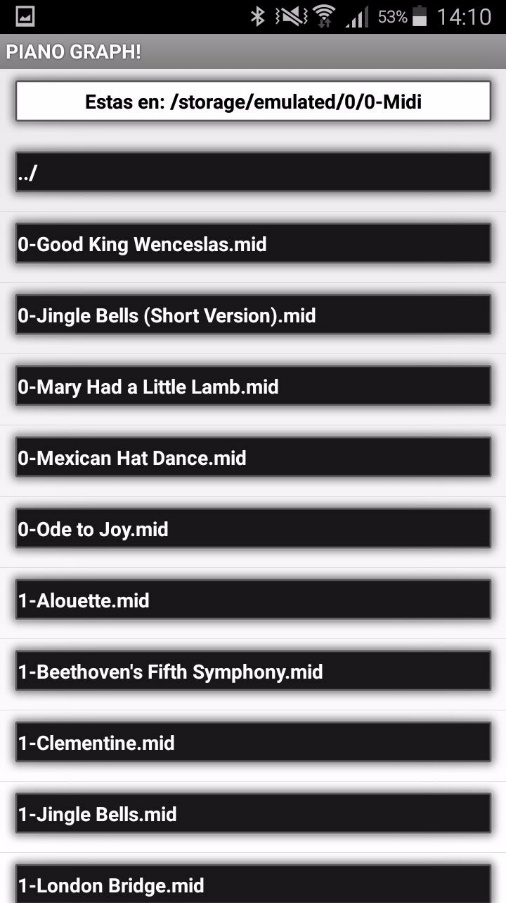 53% 14:10
PIANO GRAPH!
Estas en: /storage/emulated/0/0-Midi
../
0-Good King Wenceslas.mid
0-Jingle Bells (Short Version).mid
0-Mary Had a Little Lamb.mid
0-Mexican Hat Dance.mid
0-Ode to Joy.mid
1-Alouette.mid
1-Beethoven's Fifth Symphony.mid
1-Clementine.mid
1-Jingle Bells.mid
1-London Bridge.mid